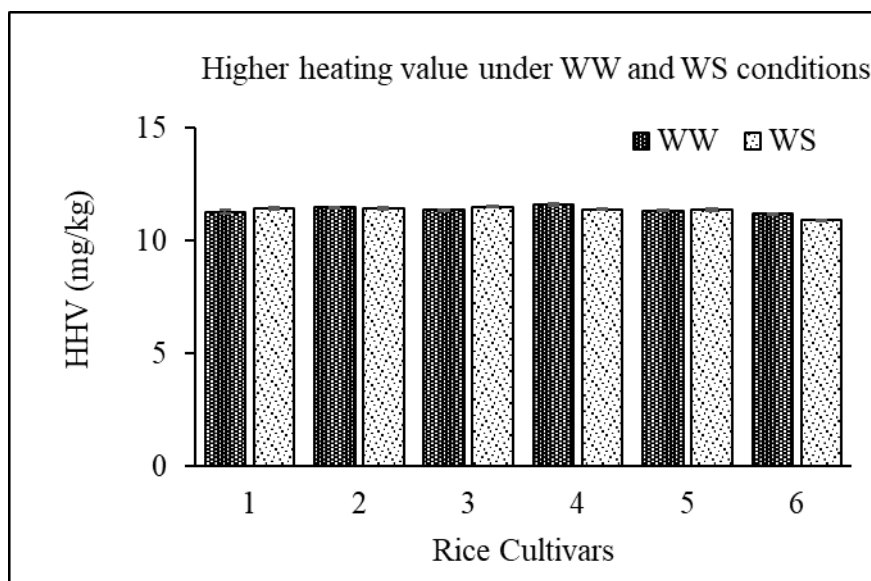 Higher heating value under WW and WS conditions
WW WS
15
10
5
0
HHV (mg/kg)
1 2 3 4 5 6
Rice Cultivars